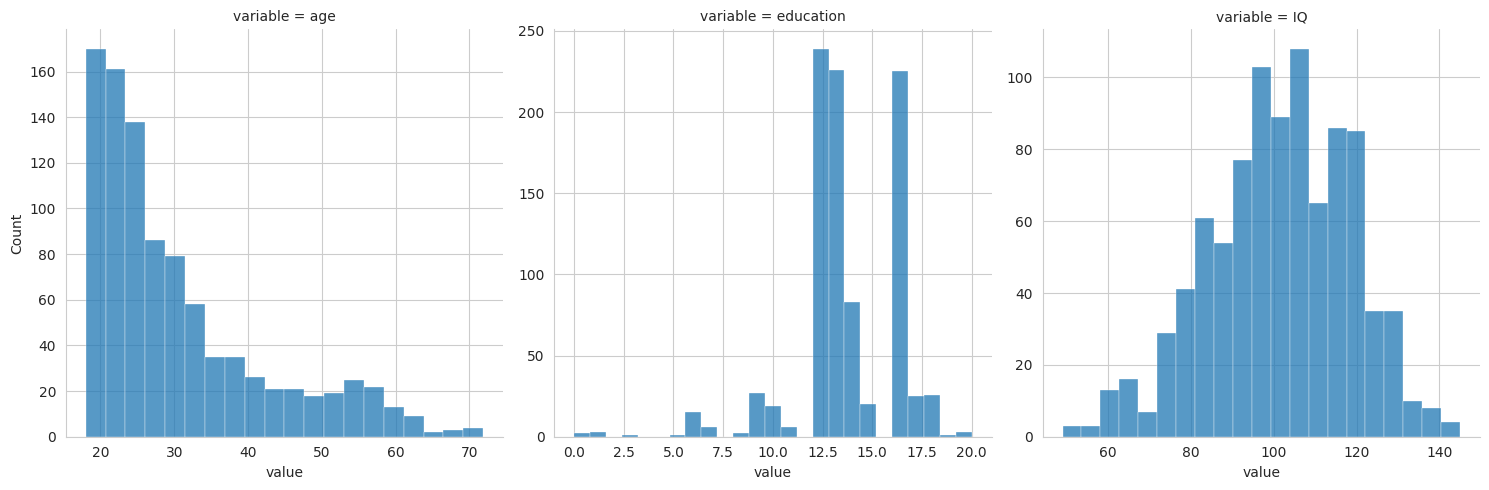 variable = age
160
140
120
100
80
60
40
20
0
Count
20 30 40 50 60 70
value
variable = education
250
200
150
100
50
0
0.0 2.5 5.0 7.5 10.0 12.5 15.0 17.5 20.0
value
variable = IQ
100
80
60
40
20
0
60 80 100 120 140
value